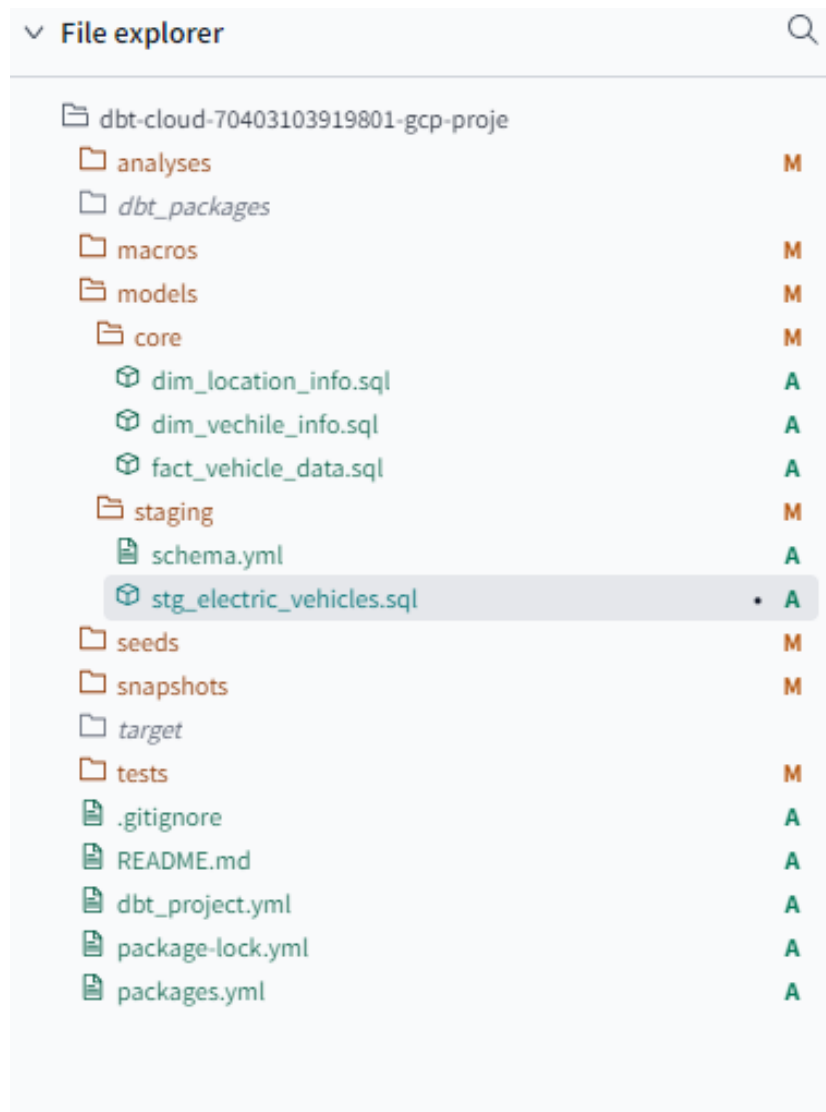 File explorer
dbt-cloud-70403103919801-gcp-proje
analyses M
dbt_packages
macros M
models M
core M
dim_location_info.sql A
dim_vechile_info.sql A
fact_vehicle_data.sql A
staging M
schema.yml A
stg_electric_vehicles.sql • A
seeds M
snapshots M
target
tests M
.gitignore A
README.md A
dbt_project.yml A
package-lock.yml A
packages.yml A